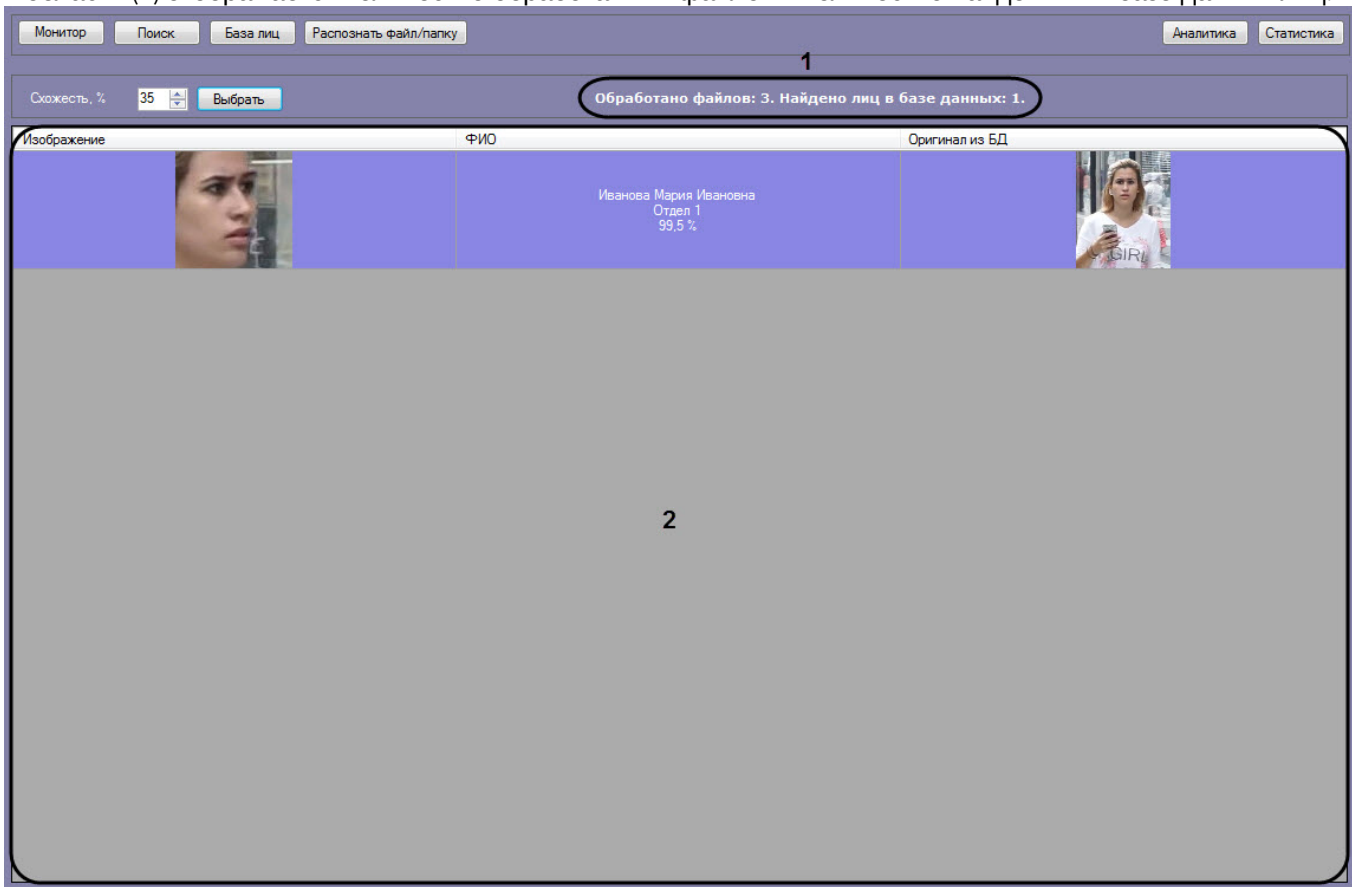 Монитор Поиск База лиц Распознать файл/папку Аналитика Статистика
1
Схожесть, % 35 Выбрать Обработано файлов: 3. Найдено лиц в базе данных: 1.
Изображение ФИО Оригинал из БД
Иванова Мария Ивановна
Отдел 1
99,5 %
GIRL
2